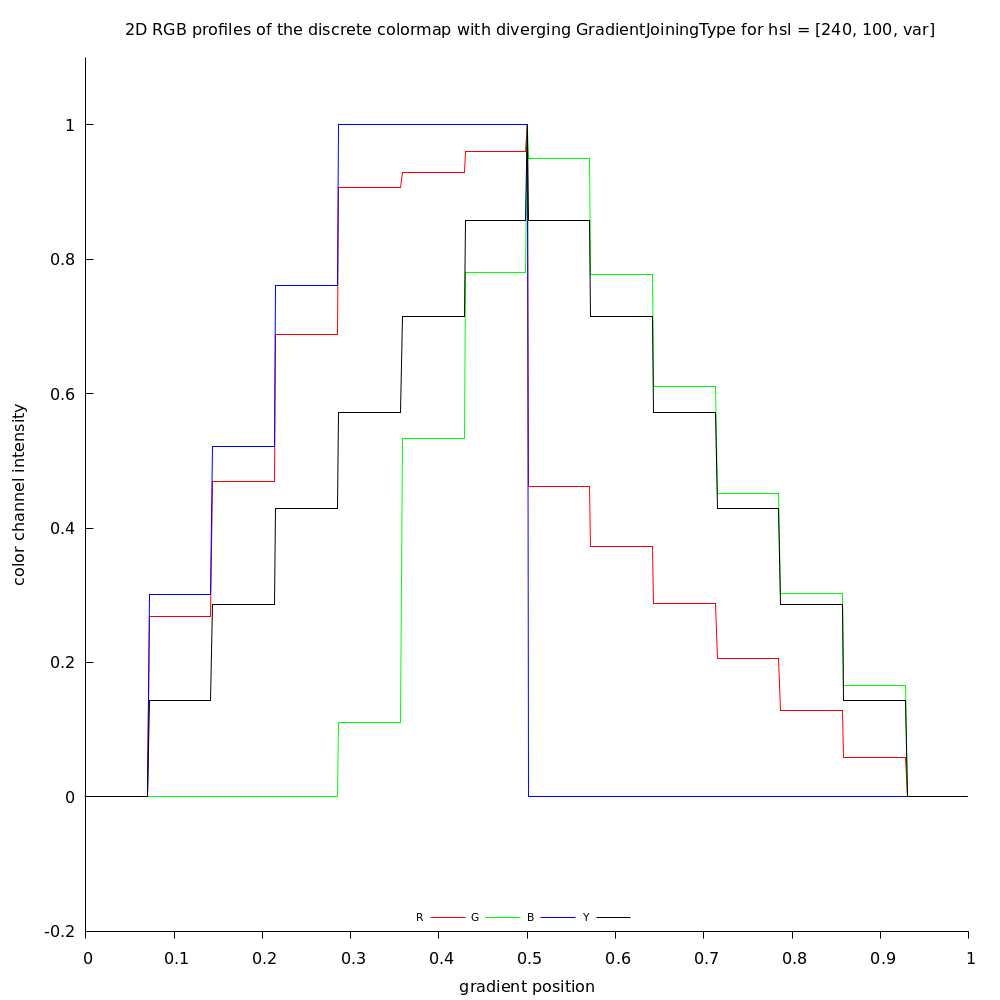 2D RGB profiles of the discrete colormap with diverging GradientJoiningType for hsl = [240, 100, var]
1
0.8
0.6
0.4
0.2
0
-0.2
color channel intensity
R G B Y
0 0.1 0.2 0.3 0.4 0.5 0.6 0.7 0.8 0.9 1
gradient position